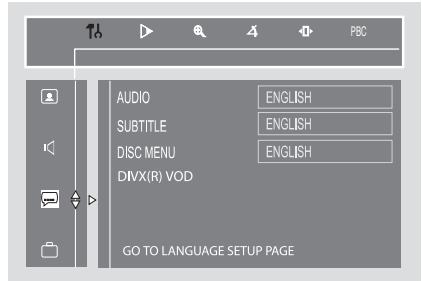 PBC
AUDIO ENGLISH
SUBTITLE ENGLISH
DISC MENU ENGLISH
DIVX(R) VOD
GO TO LANGUAGE SETUP PAGE